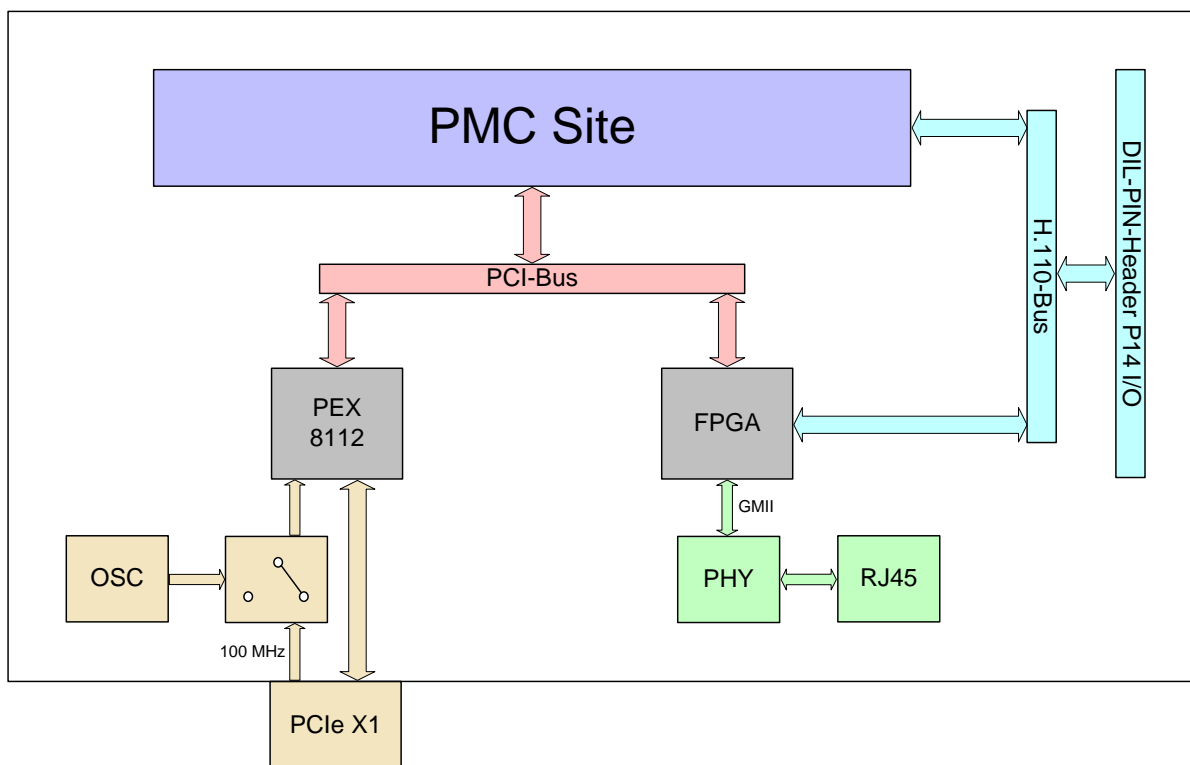 PMC Site
DIL-PIN-Header P14 I/O
H.110-Bus
PCI-Bus
PEX
8112
FPGA
GMII
OSC
PHY
RJ45
100 MHz
PCIe X1